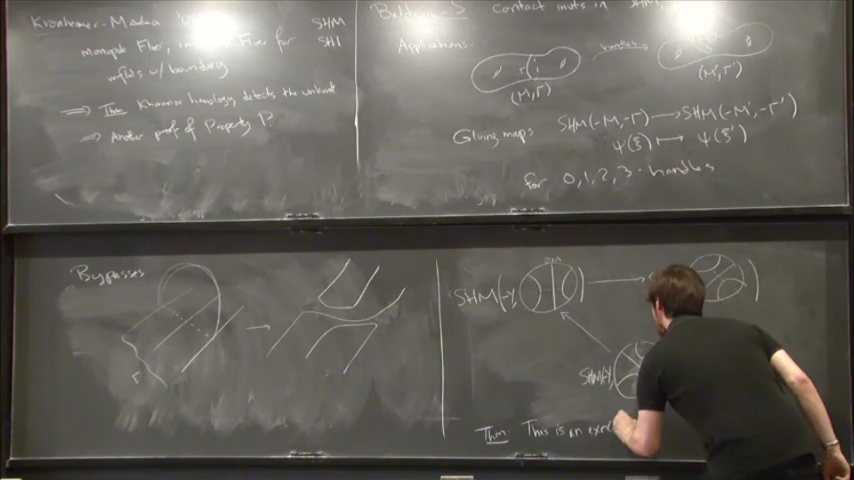 Kronheimer-Mrowka
SHM
monopole Floer, instanton Floer for
SHI
mflds w/ boundary
⟹ Thm Khovanov homology detects the unknot
⟹ Another proof of Property P.
Baldwin-S contact invts in SHM,
Applications:
handles
(M,Γ)
(M',Γ')
Gluing maps SHM(-M,-Γ) → SHM(-M',-Γ')
ψ(ξ) ↦ ψ(ξ')
for 0,1,2,3-handles
Bypasses
Γ
SHM(-Y,
SHM(-Y,
Thm: This is an